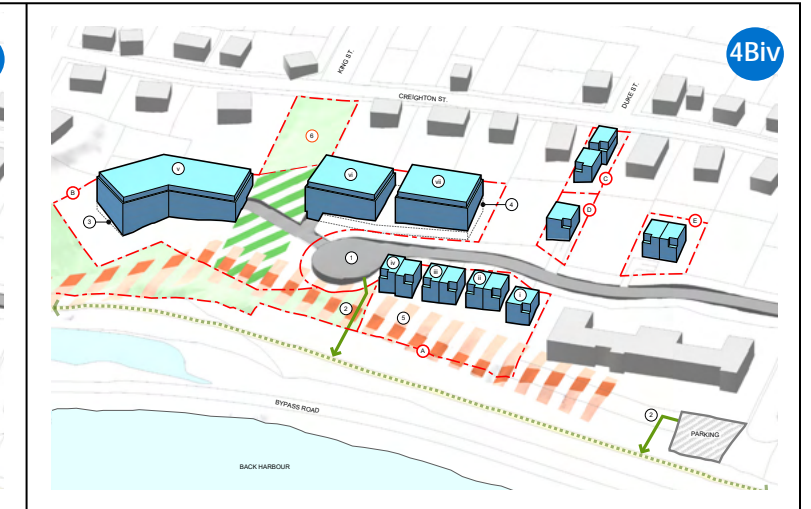 4Biv
KING ST.
DUKE ST.
CREIGHTON ST.
6
v
vi
vii
B
C
D
E
3
4
1
iv
iii
ii
i
2
5
A
2
PARKING
BYPASS ROAD
BACK HARBOUR